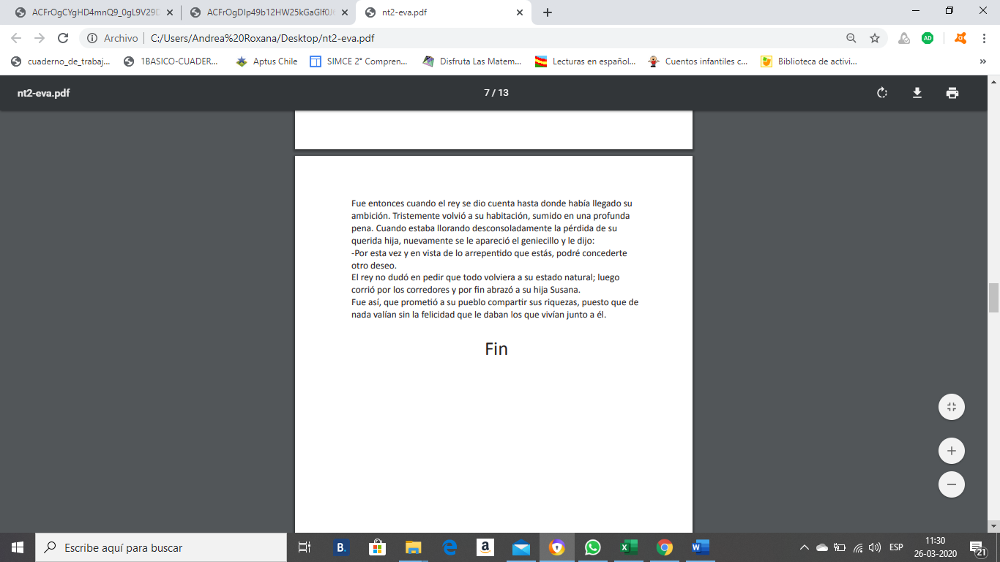 ACFrOgCYgHD4mnQ9_0gL9V29D
ACFrOgDIp49b12HW25kGaGlf0J
nt2-eva.pdf
Archivo
C:/Users/Andrea%20Roxana/Desktop/nt2-eva.pdf
AD
cuaderno_de_trabaj...
1BASICO-CUADER...
Aptus Chile
SIMCE 2° Compren...
Disfruta Las Matem...
Lecturas en español...
Cuentos infantiles c...
Biblioteca de activi...
nt2-eva.pdf
7 / 13
Fue entonces cuando el rey se dio cuenta hasta donde había llegado su
ambición. Tristemente volvió a su habitación, sumido en una profunda
pena. Cuando estaba llorando desconsoladamente la pérdida de su
querida hija, nuevamente se le apareció el geniecillo y le dijo:
-Por esta vez y en vista de lo arrepentido que estás, podré concederte
otro deseo.
El rey no dudó en pedir que todo volviera a su estado natural; luego
corrió por los corredores y por fin abrazó a su hija Susana.
Fue así, que prometió a su pueblo compartir sus riquezas, puesto que de
nada valían sin la felicidad que le daban los que vivían junto a él.
Fin
Escribe aquí para buscar
B.
a
ESP
11:30
26-03-2020
21